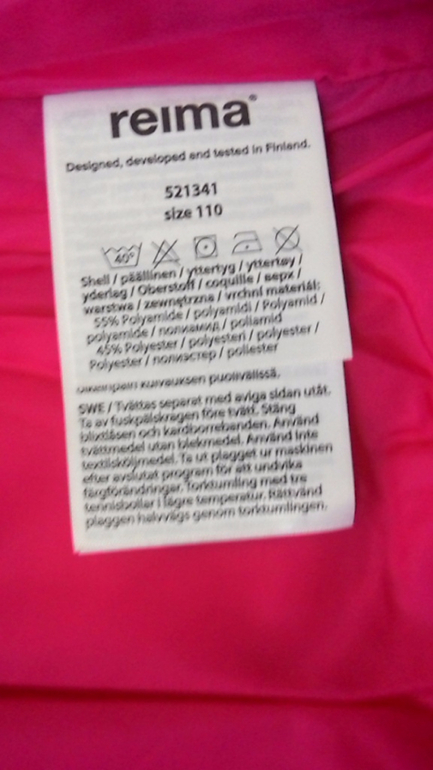 reima®
Designed, developed and tested in Finland.
521341
size 110
40°
Shell / päällinen / yttertyg / yttertøy /
yderlag / Oberstoff / coquille / верх /
warstwa / zewnętrzna / vrchní materiál:
55% Polyamide / polyamidi / Polyamid /
polyamide / полиамид / poliamid
45% Polyester / polyesteri / polyester /
Polyester / полиэстер / poliester
kuivauksen puolivälissä.
SWE / Tvättas separat med aviga sidan utåt.
Ta av fuskpälskragen före tvätt. Stäng
blixtlåsen och kardborrebanden. Använd
tvättmedel utan blekmedel. Använd inte
textilsköljmedel. Ta ut plagget ur maskinen
efter avslutat program för att undvika
färgförändringar. Torktumling med tre
tennisbollar i lägre temperatur. Rättvänd
plaggen halvvägs genom torktumlingen.